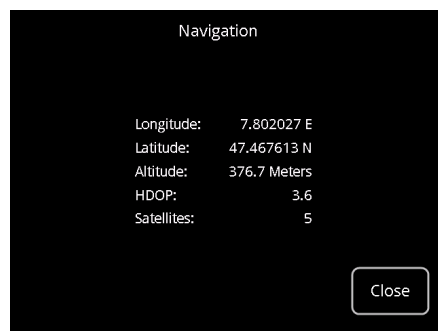 Navigation
Longitude: 7.802027 E
Latitude: 47.467613 N
Altitude: 376.7 Meters
HDOP: 3.6
Satellites: 5
Close